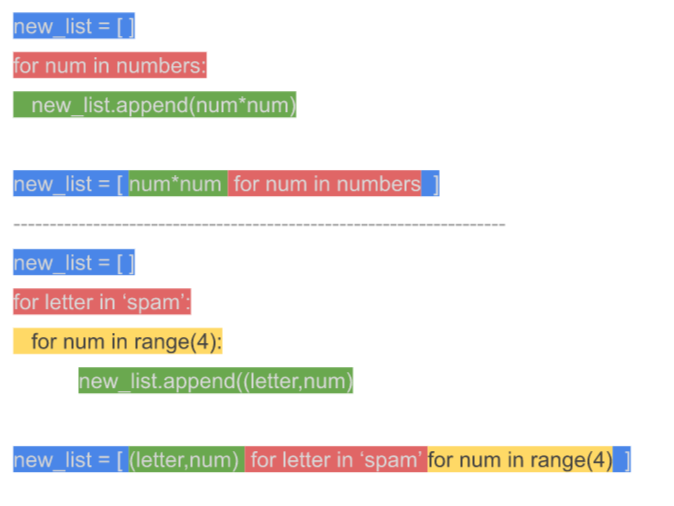 new_list = [ ]
for num in numbers:
new_list.append(num*num)
new_list = [ num*num for num in numbers ]
--------------------------------------------------------------------
new_list = [ ]
for letter in ‘spam’:
for num in range(4):
new_list.append((letter,num)
new_list = [ (letter,num) for letter in ‘spam’ for num in range(4) ]